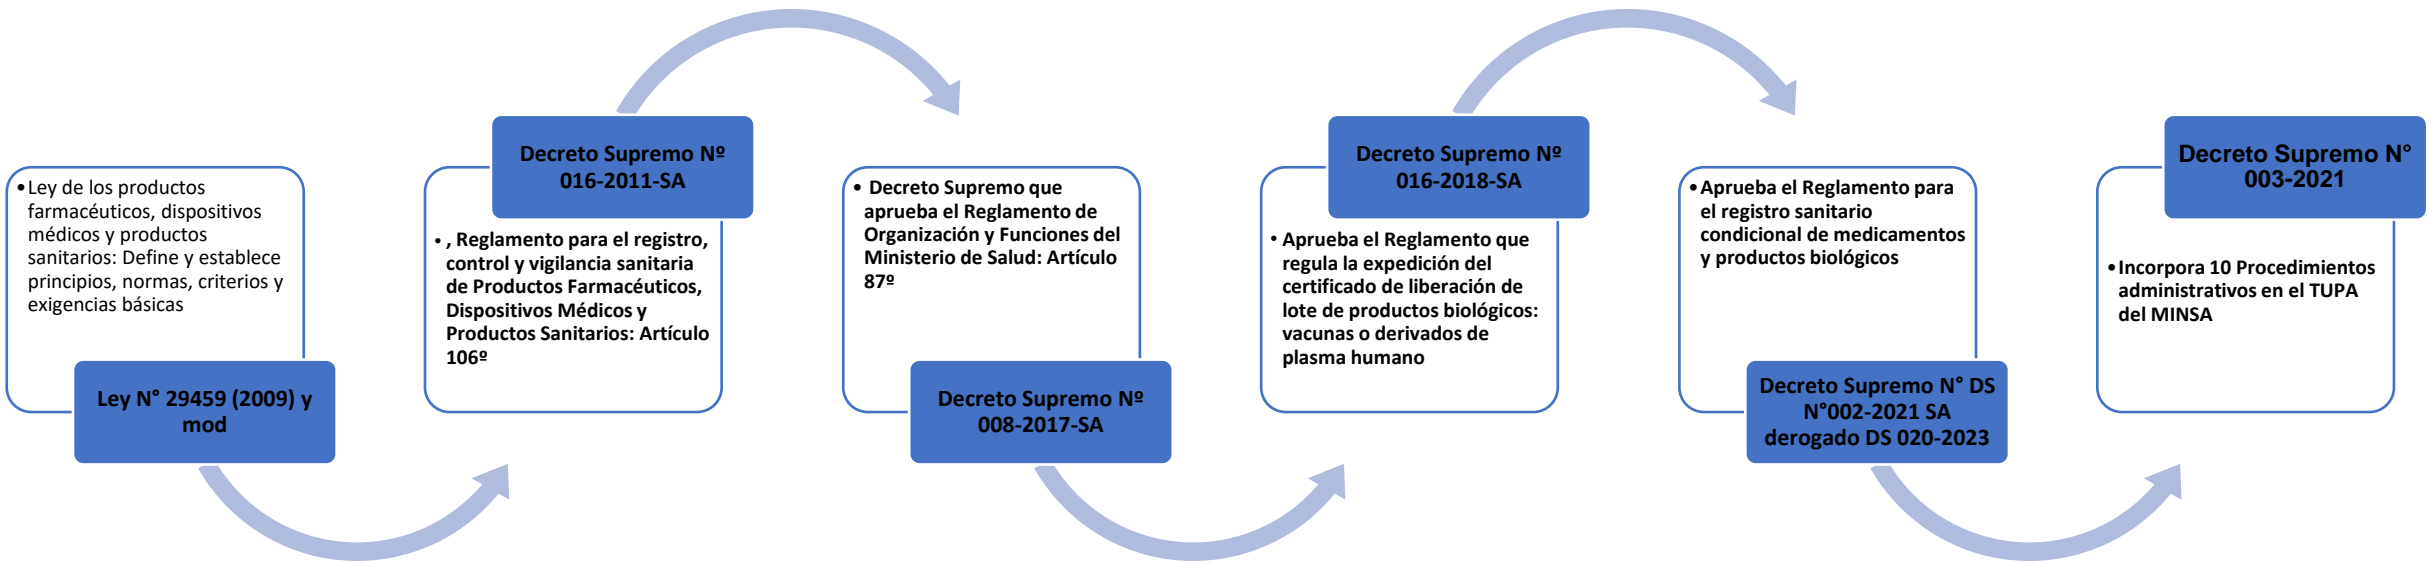 •Ley de los productos
farmacéuticos, dispositivos
médicos y productos
sanitarios: Define y establece
principios, normas, criterios y
exigencias básicas
Ley N° 29459 (2009) y
mod
Decreto Supremo Nº
016-2011-SA
• , Reglamento para el registro,
control y vigilancia sanitaria
de Productos Farmacéuticos,
Dispositivos Médicos y
Productos Sanitarios: Artículo
106º
• Decreto Supremo que
aprueba el Reglamento de
Organización y Funciones del
Ministerio de Salud: Artículo
87º
Decreto Supremo Nº
008-2017-SA
Decreto Supremo Nº
016-2018-SA
• Aprueba el Reglamento que
regula la expedición del
certificado de liberación de
lote de productos biológicos:
vacunas o derivados de
plasma humano
•Aprueba el Reglamento para
el registro sanitario
condicional de medicamentos
y productos biológicos
Decreto Supremo N° DS
N°002-2021 SA
derogado DS 020-2023
Decreto Supremo N°
003-2021
•Incorpora 10 Procedimientos
administrativos en el TUPA
del MINSA